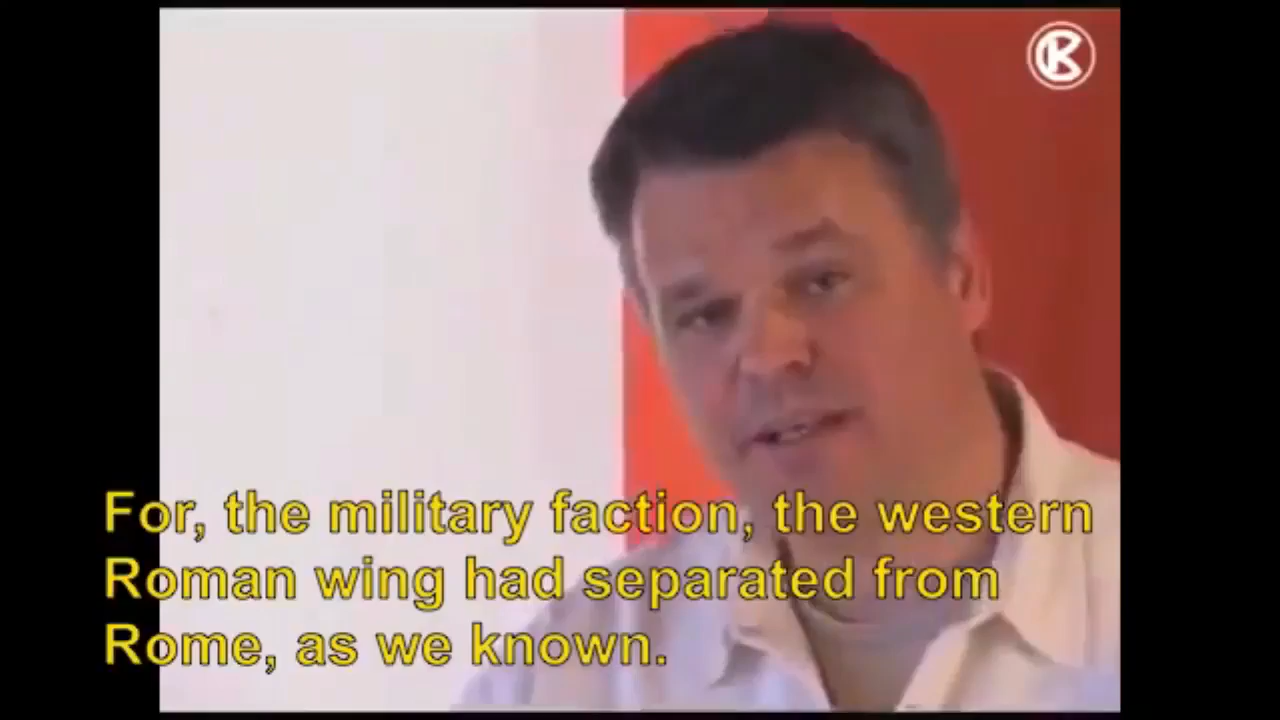 For, the military faction, the western
Roman wing had separated from
Rome, as we known.